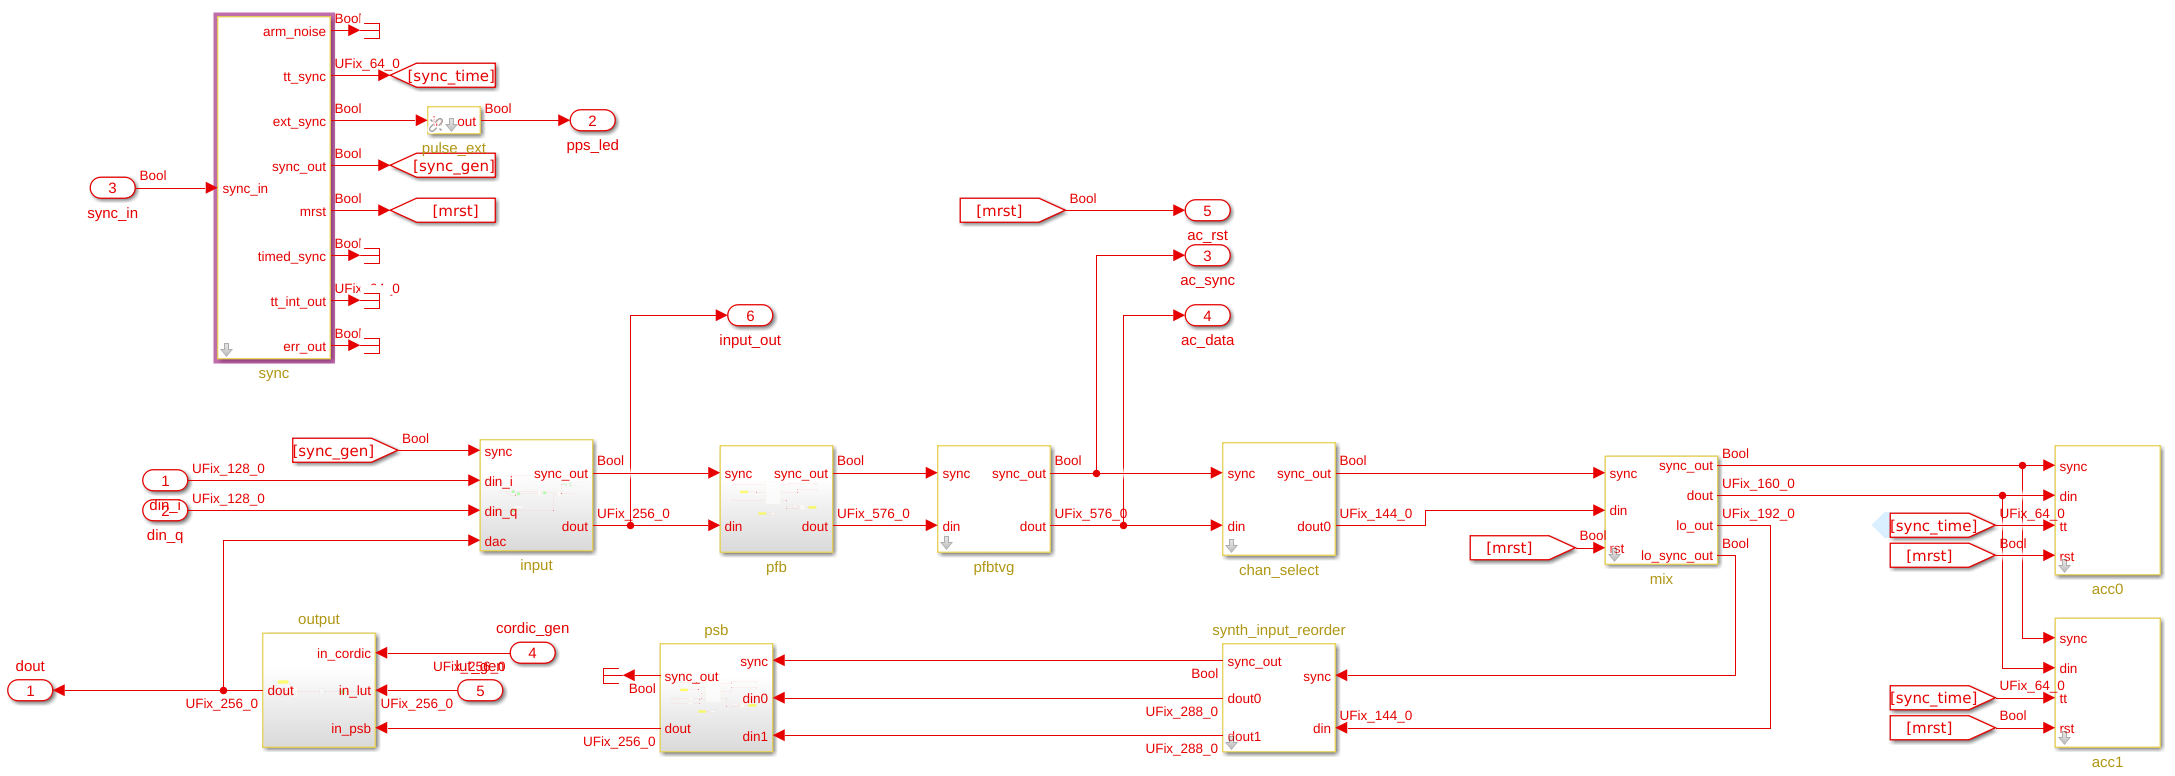 Bool
arm_noise
UFix_64_0
tt_sync
[sync_time]
Bool
ext_sync
out
Bool
2
pulse_ext
pps_led
Bool
sync_out
[sync_gen]
Bool
3
sync_in
sync_in
Bool
mrst
[mrst]
[mrst]
Bool
5
ac_rst
Bool
timed_sync
3
ac_sync
tt_int_out
6
input_out
4
ac_data
Bool
err_out
sync
[sync_gen]
Bool
1
UFix_128_0
din_i
2
UFix_128_0
din_q
sync
din_i
din_q
dac
sync_out
dout
input
Bool
UFix_256_0
sync
din
sync_out
dout
pfb
Bool
UFix_576_0
sync
din
sync_out
dout
pfbtvg
Bool
UFix_576_0
sync
din
sync_out
dout0
chan_select
Bool
UFix_144_0
[mrst]
Bool
sync
din
rst
sync_out
dout
lo_out
lo_sync_out
mix
Bool
UFix_160_0
UFix_192_0
Bool
[sync_time]
UFix_64_0
[mrst]
Bool
sync
din
tt
rst
acc0
sync
din
tt
rst
acc1
[sync_time]
UFix_64_0
[mrst]
Bool
dout
1
UFix_256_0
output
in_cordic
in_lut
in_psb
dout
cordic_gen
4
UFix_256_0
lut_gen
5
UFix_256_0
UFix_256_0
psb
sync
sync_out
Bool
din0
dout
din1
synth_input_reorder
sync_out
Bool
sync
dout0
UFix_288_0
din
UFix_144_0
dout1
UFix_288_0